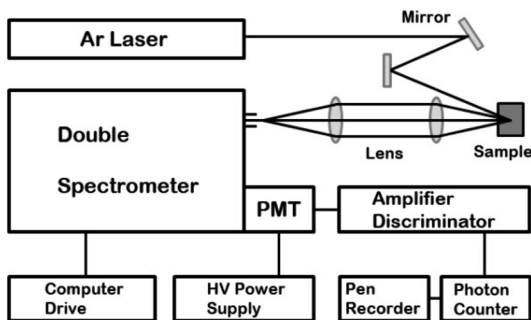 Mirror
Ar Laser
Double
Spectrometer
Lens
Sample
PMT
Amplifier
Discriminator
Computer
Drive
HV Power
Supply
Pen
Recorder
Photon
Counter